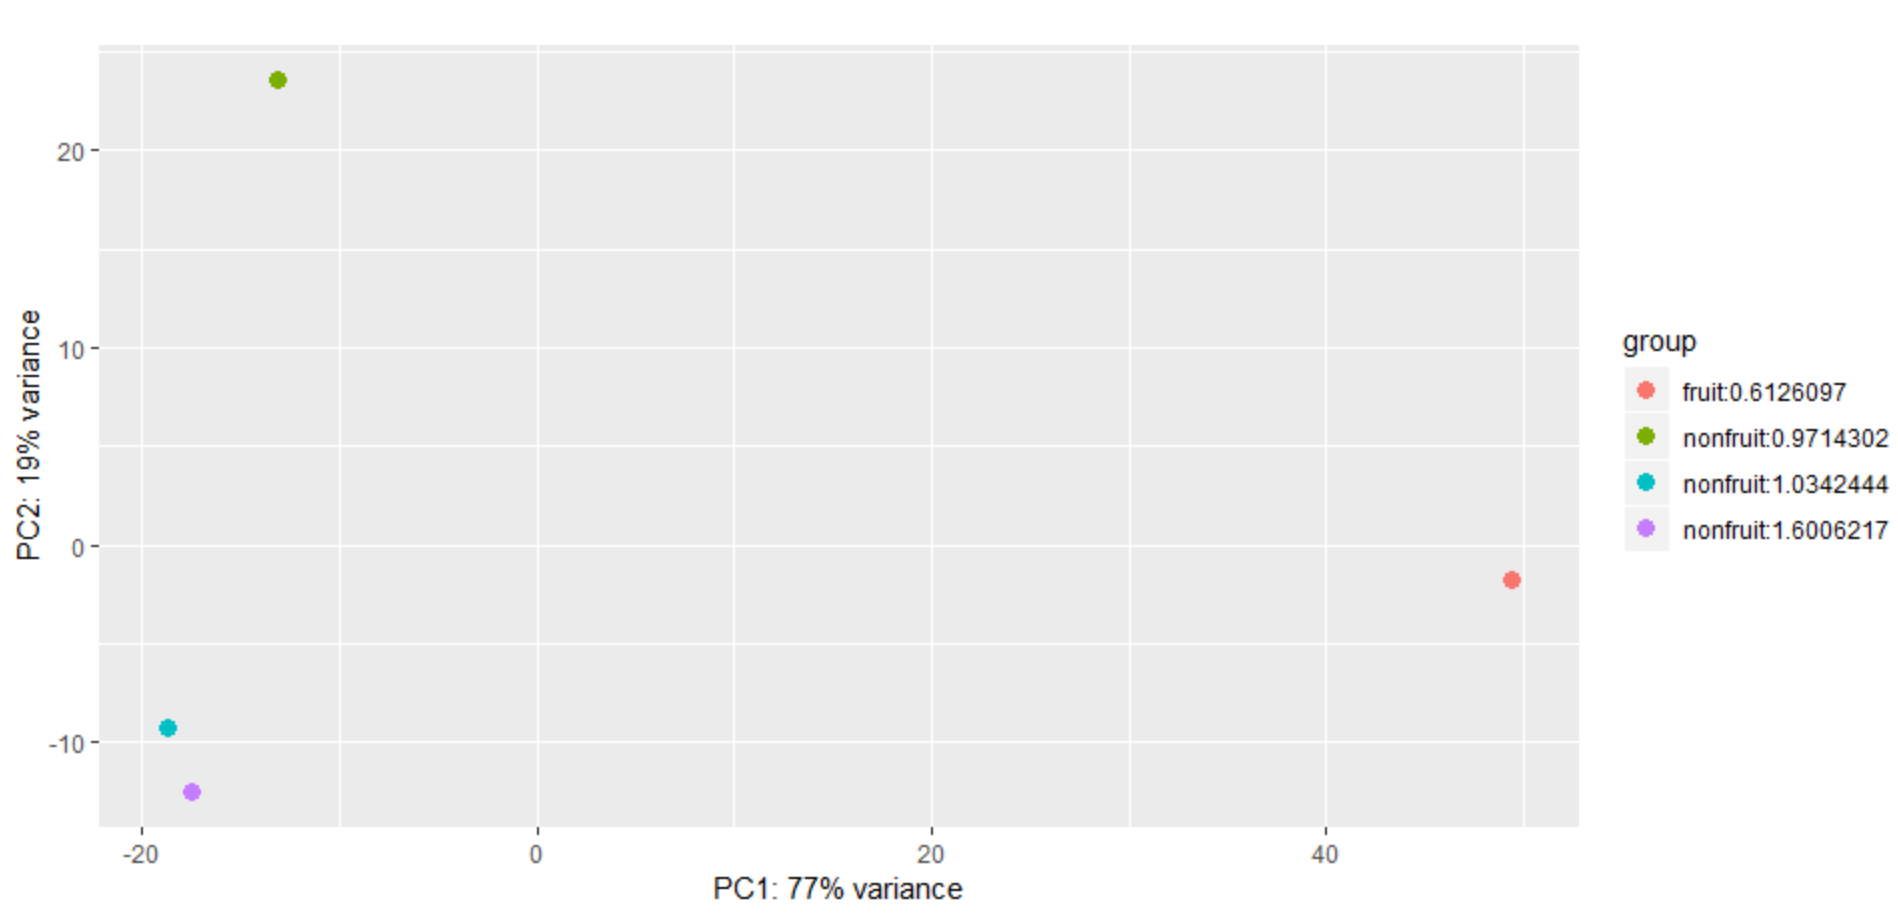 20
10
0
-10
-20
0
20
40
PC2: 19% variance
PC1: 77% variance
group
fruit:0.6126097
nonfruit:0.9714302
nonfruit:1.0342444
nonfruit:1.6006217